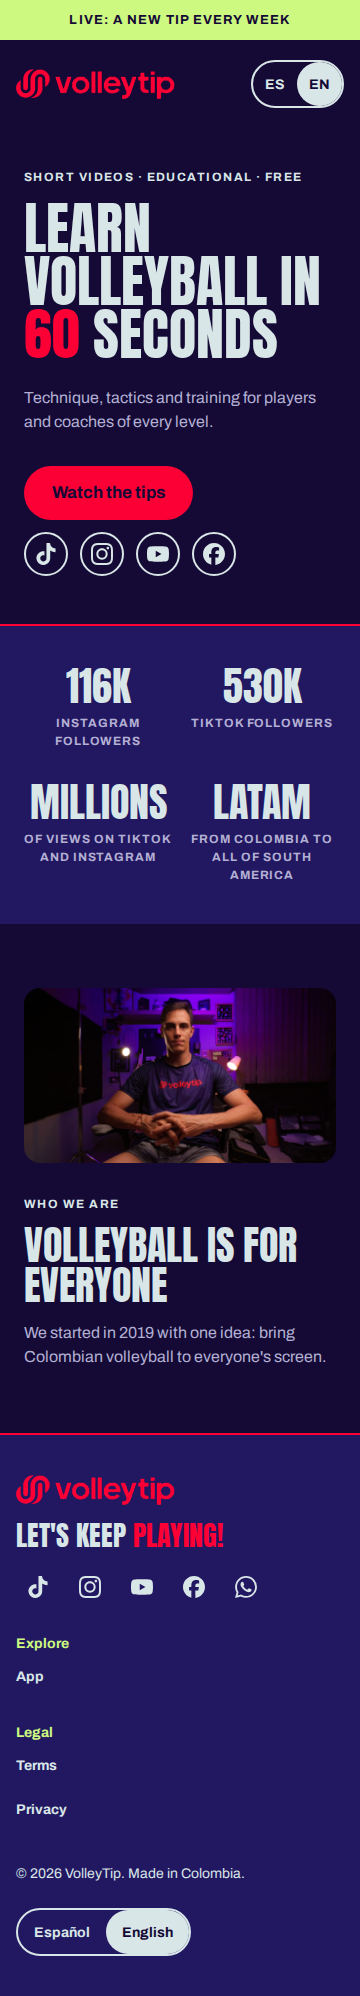 LIVE: A NEW TIP EVERY WEEK
volleytip
ES EN
SHORT VIDEOS · EDUCATIONAL · FREE
LEARN
VOLLEYBALL IN
60 SECONDS
Technique, tactics and training for players
and coaches of every level.
Watch the tips
116K
INSTAGRAM
FOLLOWERS
530K
TIKTOK FOLLOWERS
MILLIONS
OF VIEWS ON TIKTOK
AND INSTAGRAM
LATAM
FROM COLOMBIA TO
ALL OF SOUTH
AMERICA
volleytip
WHO WE ARE
VOLLEYBALL IS FOR
EVERYONE
We started in 2019 with one idea: bring
Colombian volleyball to everyone's screen.
volleytip
LET'S KEEP PLAYING!
Explore
App
Legal
Terms
Privacy
© 2026 VolleyTip. Made in Colombia.
Español English